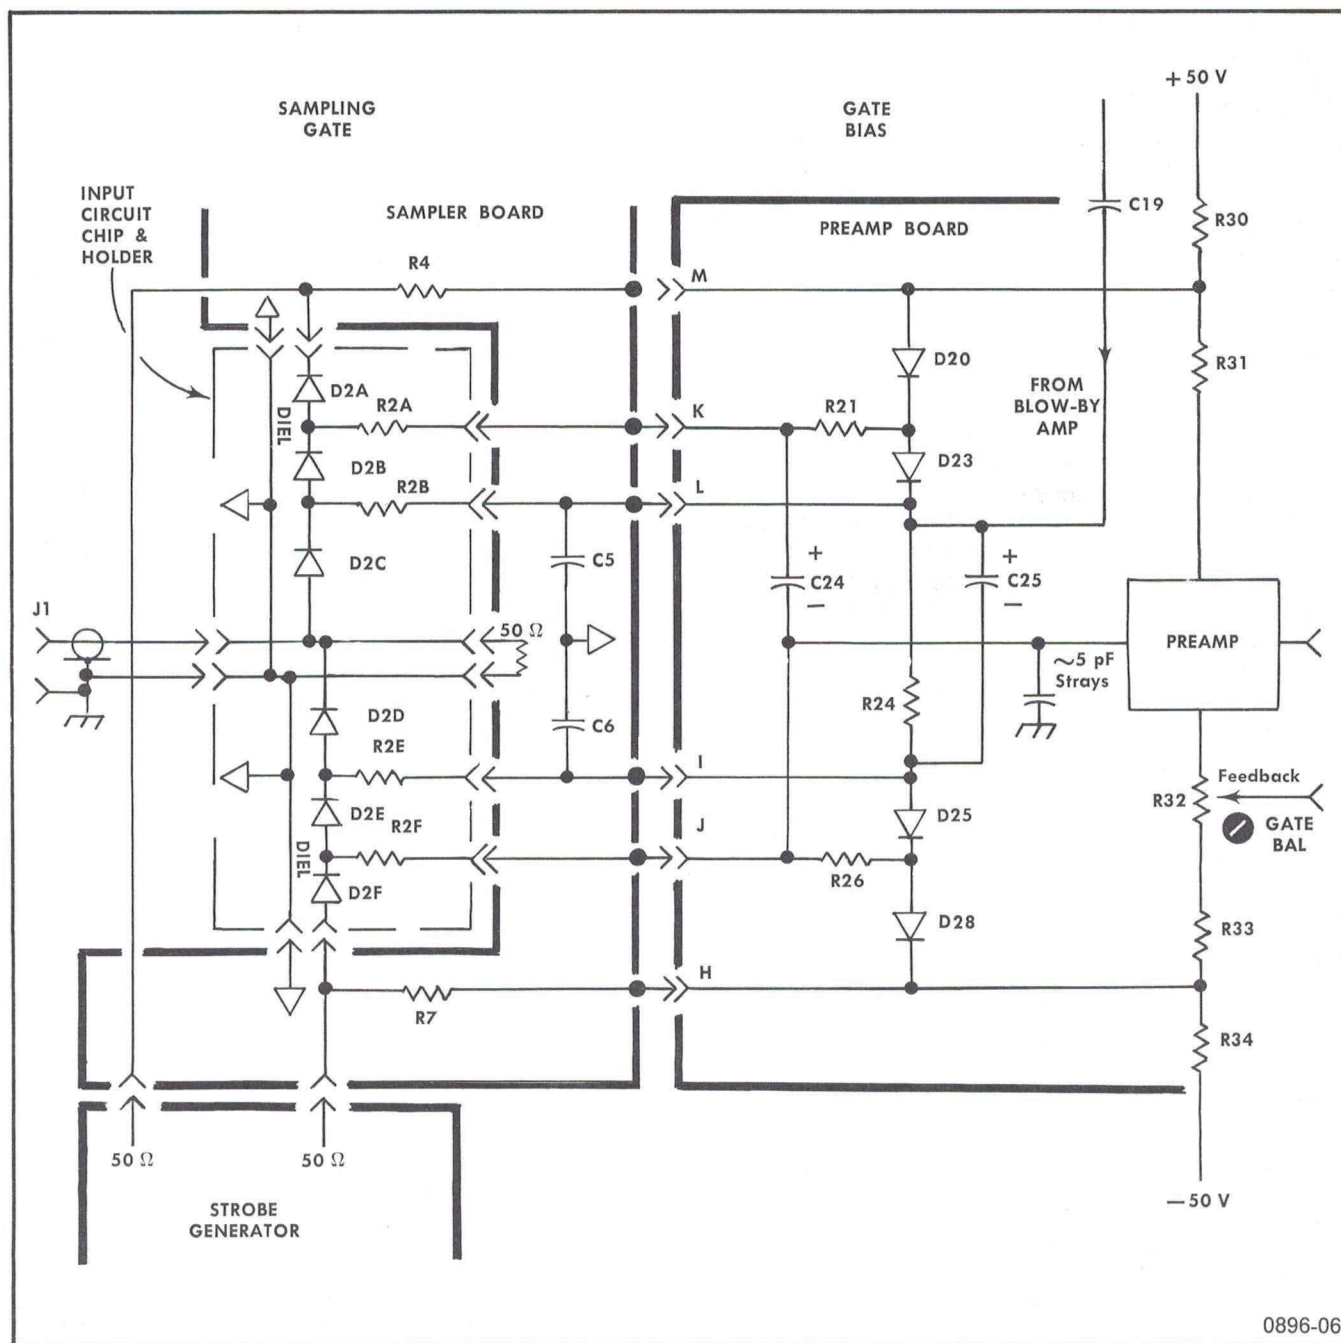 + 50 V
SAMPLING
GATE
GATE
BIAS
INPUT
CIRCUIT
CHIP &
HOLDER
SAMPLER BOARD
PREAMP BOARD
C19
R30
R4
M
D20
R31
D2A
R2A
K
R21
FROM
BLOW-BY
AMP
DIEL
D2B
R2B
L
D23
D2C
C5
+
C24
−
+
C25
−
J1
50 Ω
PREAMP
~5 pF
Strays
R24
D2D
C6
R2E
I
Feedback
R32
GATE
BAL
D2E
R2F
J
D25
DIEL
R26
D2F
D28
R33
H
R7
R34
50 Ω
50 Ω
STROBE
GENERATOR
— 50 V
0896-06